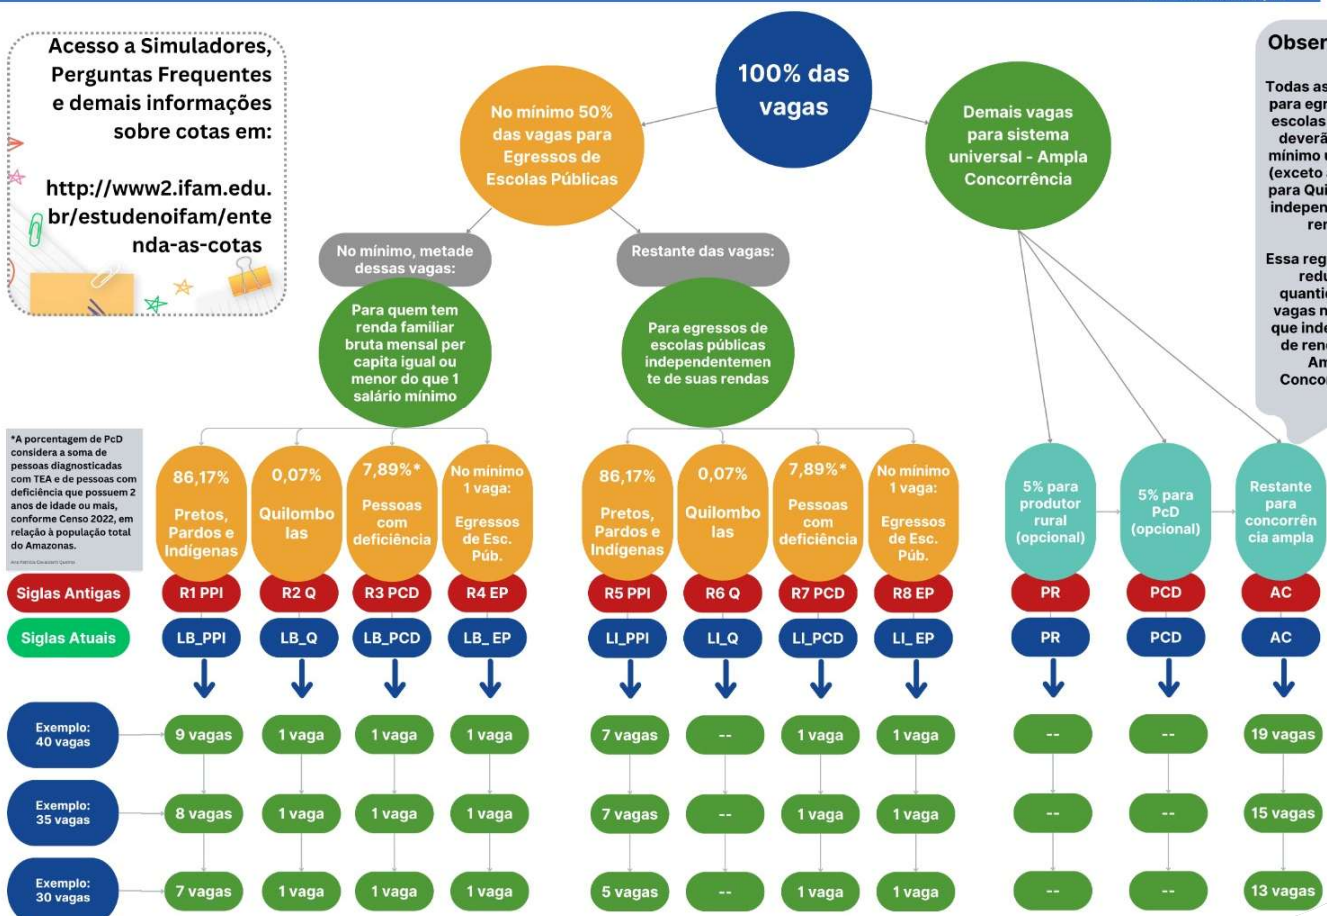 Acesso a Simuladores,
Perguntas Frequentes
e demais informações
sobre cotas em:
http://www2.ifam.edu.
br/estudenoifam/ente
nda-as-cotas
100% das
vagas
No mínimo 50%
das vagas para
Egressos de
Escolas Públicas
Demais vagas
para sistema
universal - Ampla
Concorrência
Obser
Todas as
para egr
escolas
deverã
mínimo u
(exceto
para Qui
independ
ren
Essa reg
redu
quantid
vagas n
que inde
de rend
Am
Concor
No mínimo, metade
dessas vagas:
Restante das vagas:
Para quem tem
renda familiar
bruta mensal per
capita igual ou
menor do que 1
salário mínimo
Para egressos de
escolas públicas
independentemen
te de suas rendas
*A porcentagem de PcD
considera a soma de
pessoas diagnosticadas
com TEA e de pessoas com
deficiência que possuem 2
anos de idade ou mais,
conforme Censo 2022, em
relação à população total
do Amazonas.
86,17%
Pretos,
Pardos e
Indígenas
0,07%
Quilombo
las
7,89%*
Pessoas
com
deficiência
No mínimo
1 vaga:
Egressos
de Esc.
Púb.
86,17%
Pretos,
Pardos e
Indígenas
0,07%
Quilombo
las
7,89%*
Pessoas
com
deficiência
No mínimo
1 vaga:
Egressos
de Esc.
Púb.
5% para
produtor
rural
(opcional)
5% para
PcD
(opcional)
Restante
para
concorrên
cia ampla
Siglas Antigas R1 PPI R2 Q R3 PCD R4 EP R5 PPI R6 Q R7 PCD R8 EP PR PCD AC
Siglas Atuais LB_PPI LB_Q LB_PCD LB_ EP LI_PPI LI_Q LI_PCD LI_ EP PR PCD AC
Exemplo:
40 vagas
9 vagas 1 vaga 1 vaga 1 vaga 7 vagas -- 1 vaga 1 vaga -- -- 19 vagas
Exemplo:
35 vagas
8 vagas 1 vaga 1 vaga 1 vaga 7 vagas -- 1 vaga 1 vaga -- -- 15 vagas
Exemplo:
30 vagas
7 vagas 1 vaga 1 vaga 1 vaga 5 vagas -- 1 vaga 1 vaga -- -- 13 vagas